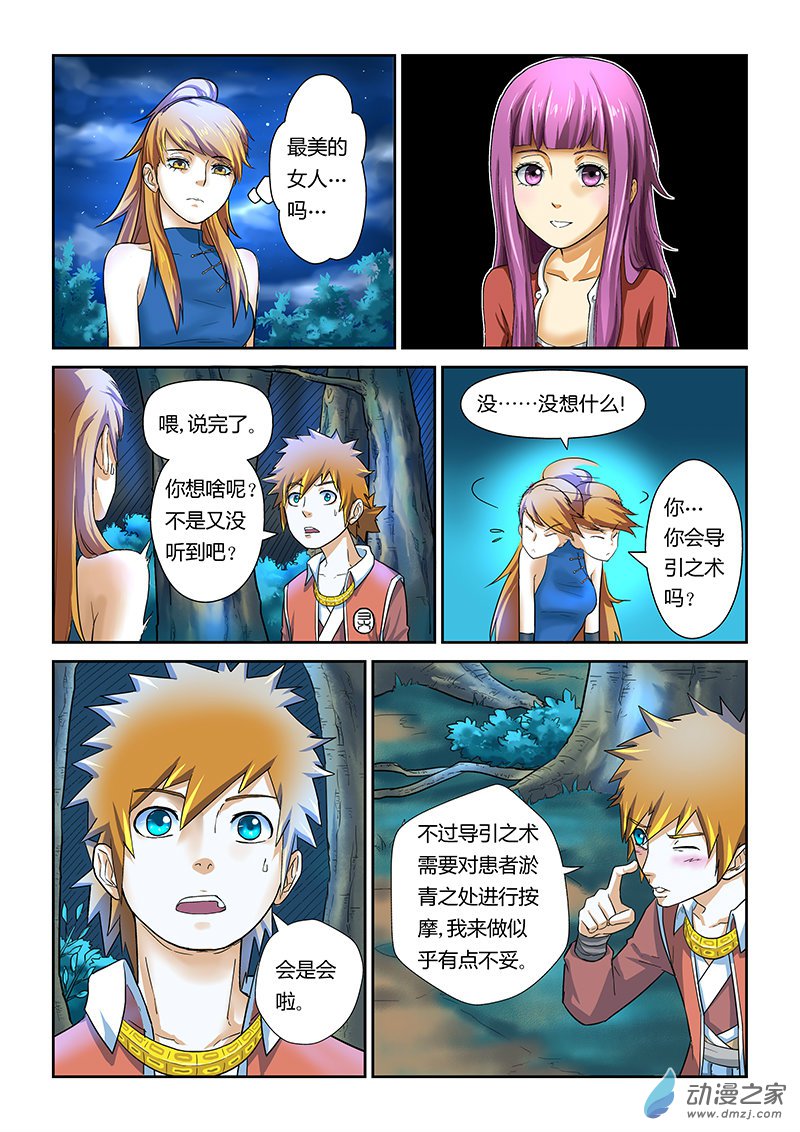 最美的
女人…
吗…
喂,说完了。
你想啥呢?
不是又没
听到吧?
没……没想什么!
你…
你会导
引之术
吗?
会是会
啦。
不过导引之术
需要对患者淤
青之处进行按
摩,我来做似
乎有点不妥。
动漫之家
www.dmzj.com